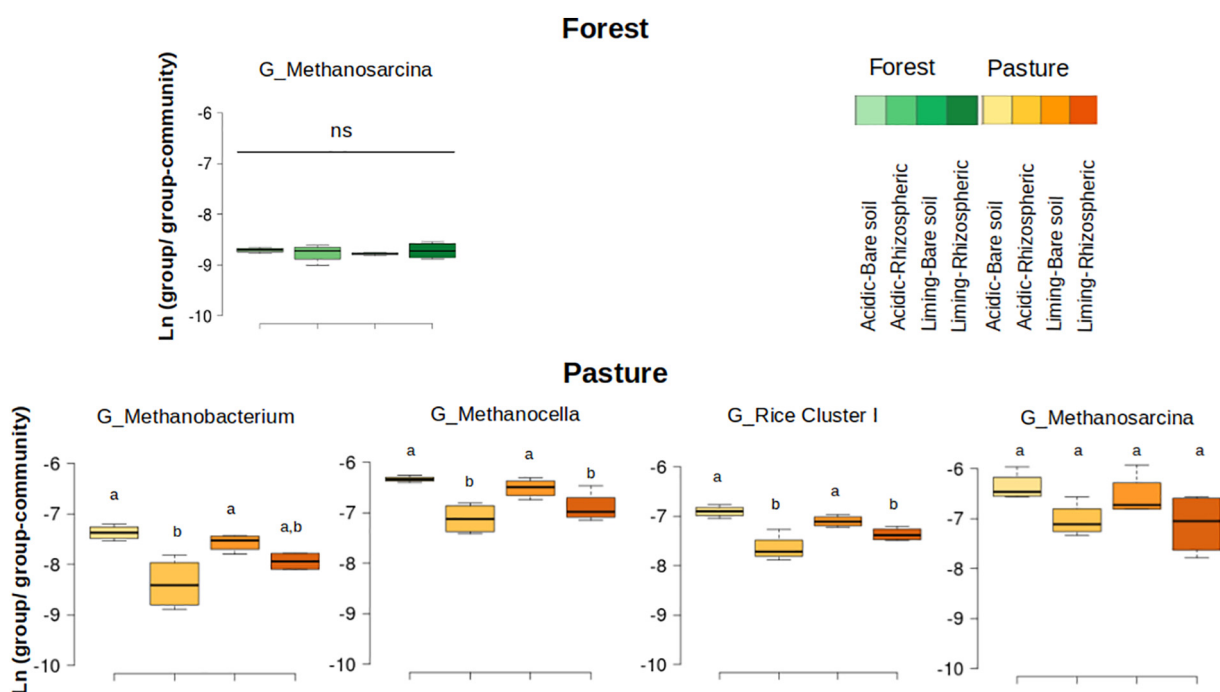 Forest
G_Methanosarcina
Ln (group/ group-community)
-6
-7
-8
-9
-10
ns
Forest Pasture
Acidic-Bare soil
Acidic-Rhizospheric
Liming-Bare soil
Liming-Rhizospheric
Acidic-Bare soil
Acidic-Rhizospheric
Liming-Bare soil
Liming-Rhizospheric
Pasture
Ln (group/ group-community)
G_Methanobacterium
-6
-7
-8
-9
-10
a
b
a
a,b
G_Methanocella
-6
-7
-8
-9
-10
a
b
a
b
G_Rice Cluster I
-6
-7
-8
-9
-10
a
b
a
b
G_Methanosarcina
-6
-7
-8
-9
-10
a
a
a
a